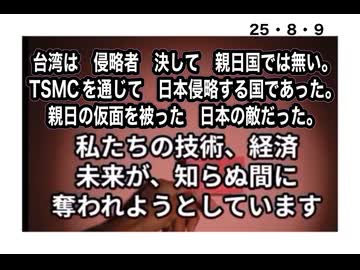 25・8・9
台湾は 侵略者 決して 親日国では無い。
TSMCを通じて 日本侵略する国であった。
親日の仮面を被った 日本の敵だった。
私たちの技術、経済
未来が、知らぬ間に
奪われようとしています